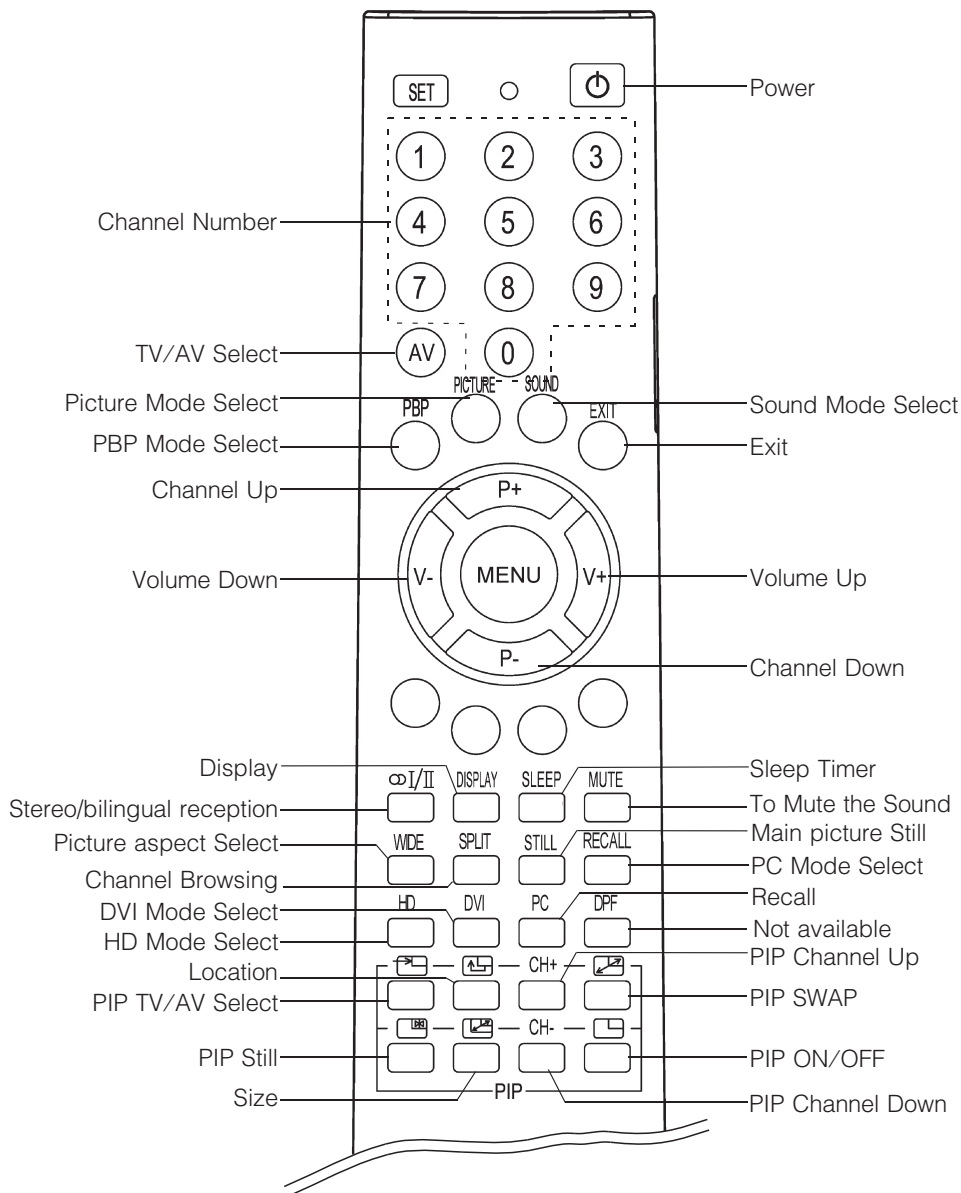 SET
Power
1 2 3
Channel Number 4 5 6
7 8 9
TV/AV Select AV 0
PICTURE SOUND
Picture Mode Select PBP EXIT Sound Mode Select
PBP Mode Select Exit
Channel Up P+
Volume Down V- MENU V+ Volume Up
P- Channel Down
Display Sleep Timer
I/II DISPLAY SLEEP MUTE
Stereo/bilingual reception To Mute the Sound
Picture aspect Select WIDE SPLIT STILL RECALL Main picture Still
Channel Browsing PC Mode Select
DVI Mode Select HD DVI PC DPF Recall
HD Mode Select Not available
Location CH+ PIP Channel Up
PIP TV/AV Select PIP SWAP
CH-
PIP Still PIP ON/OFF
Size PIP PIP Channel Down